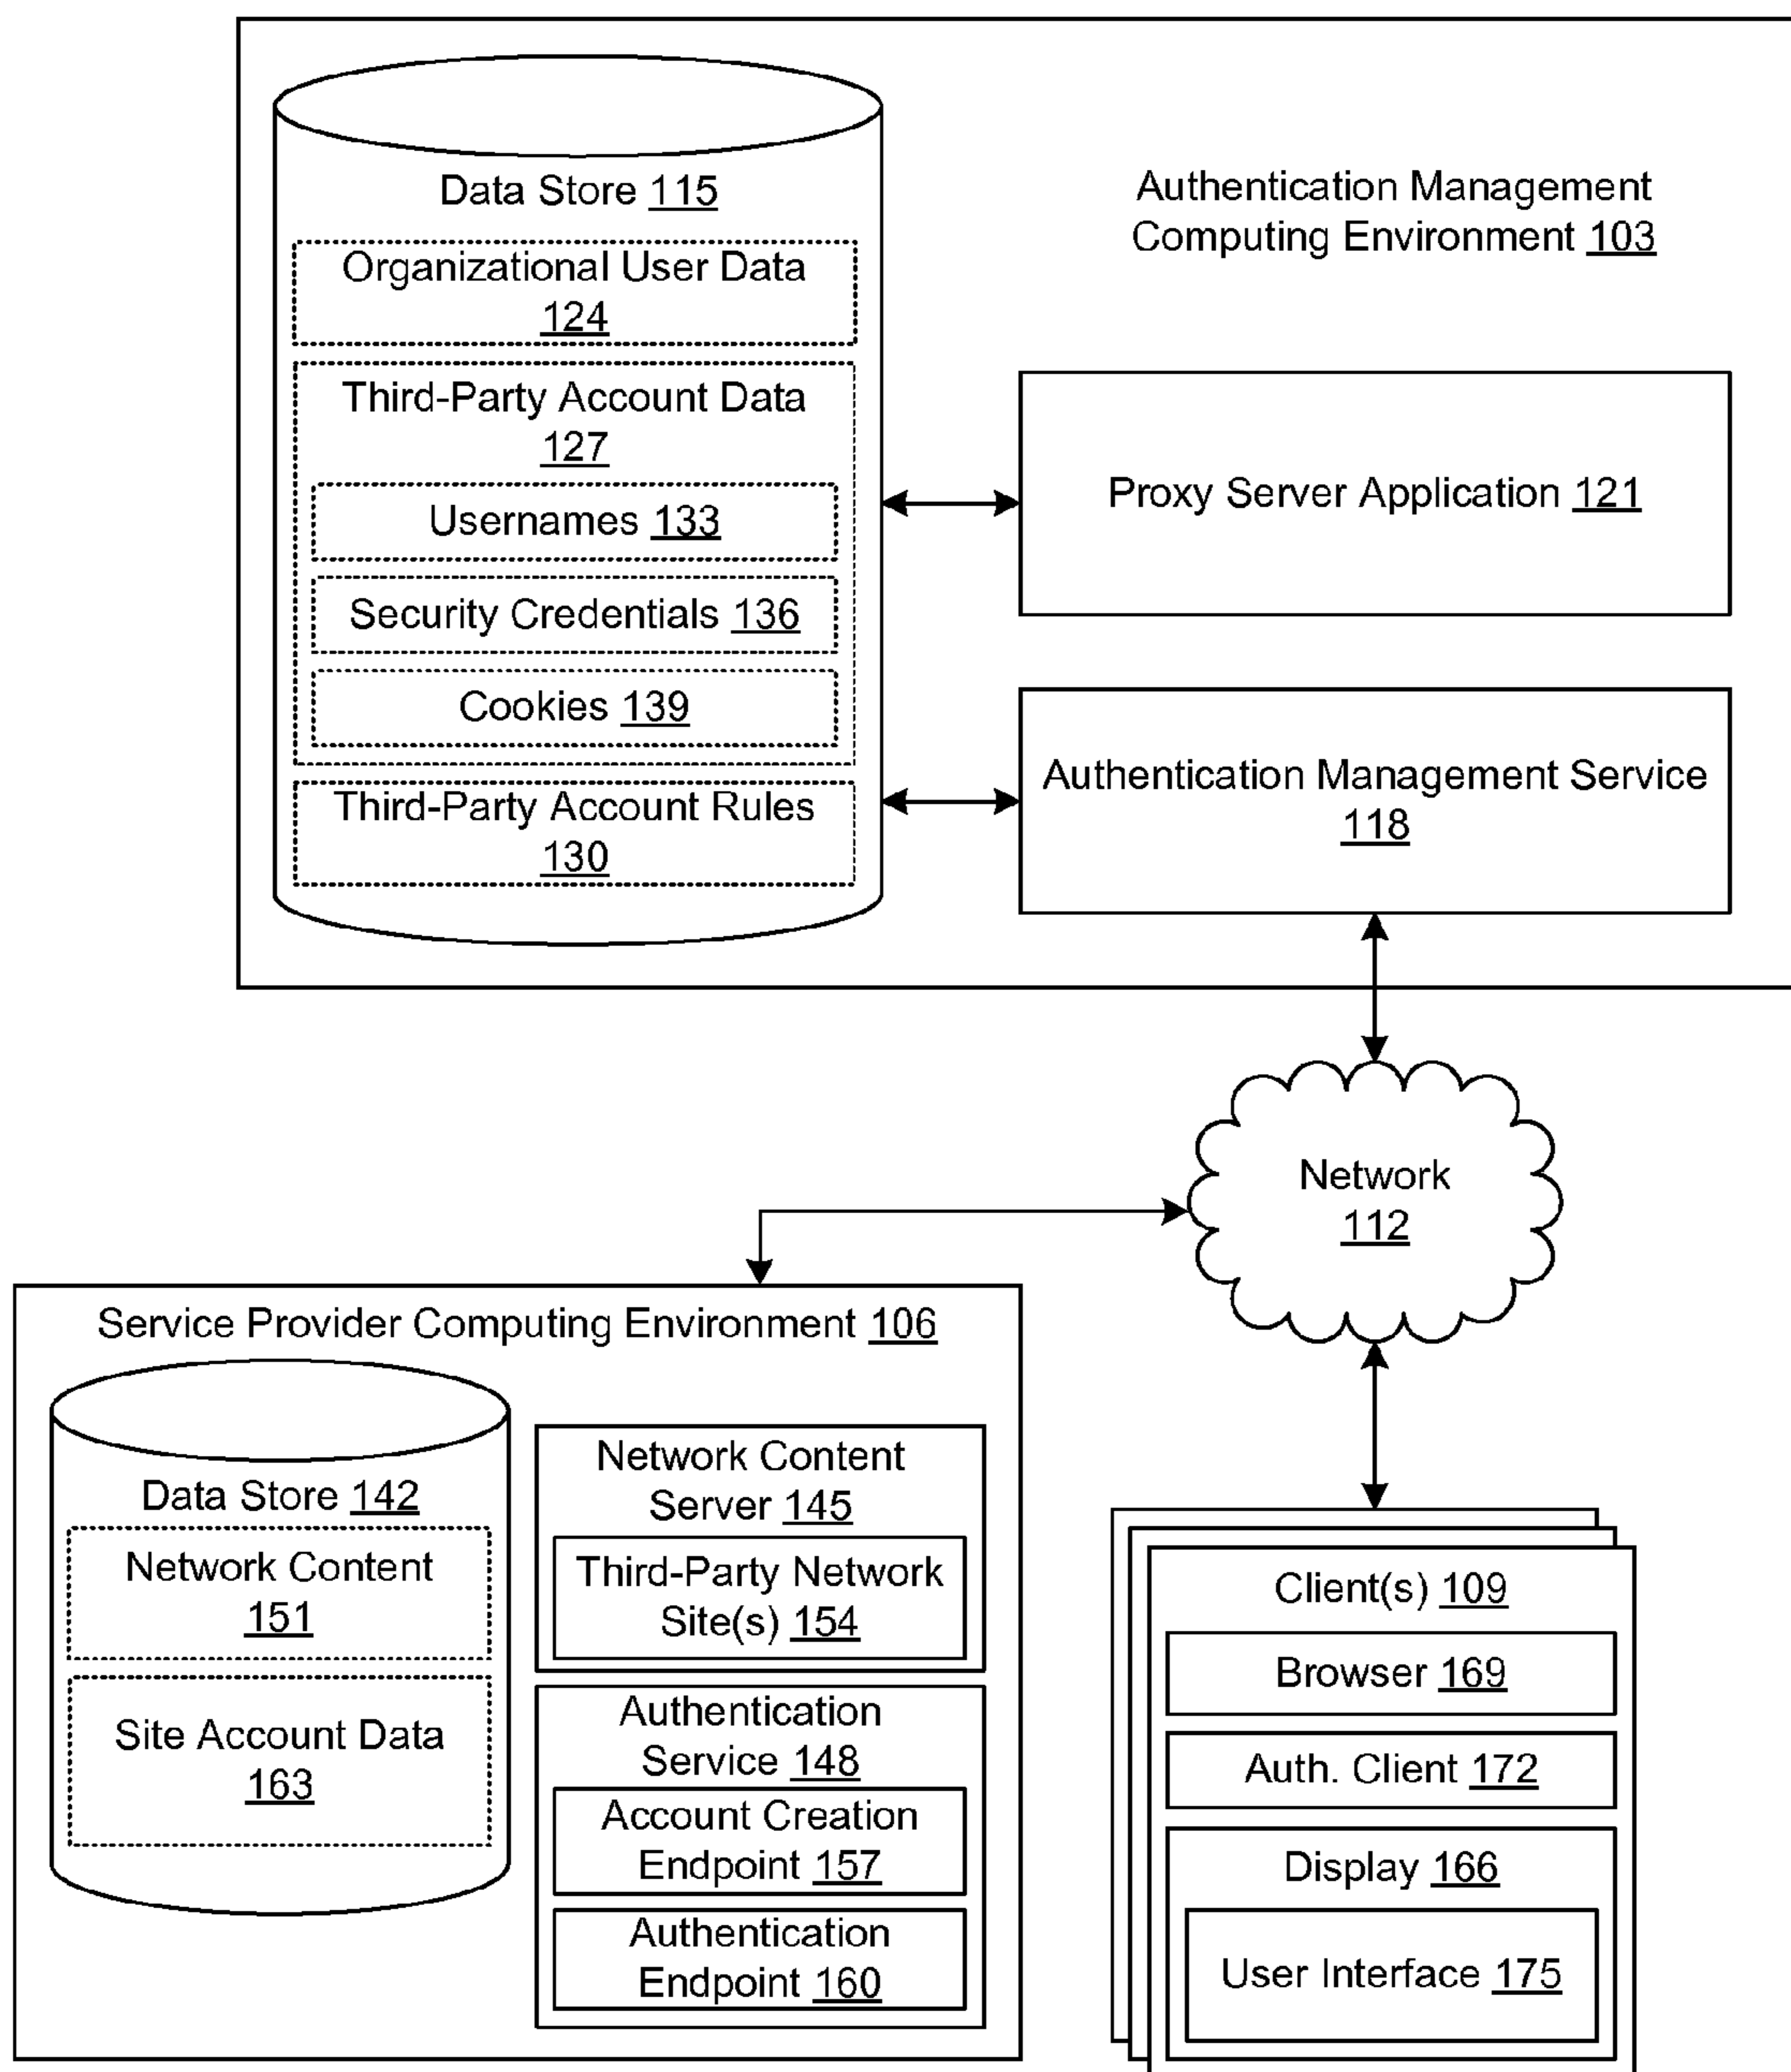 Data Store 115
Organizational User Data
124
Third-Party Account Data
127
Usernames 133
Security Credentials 136
Cookies 139
Third-Party Account Rules
130
Authentication Management
Computing Environment 103
Proxy Server Application 121
Authentication Management Service
118
Network
112
Service Provider Computing Environment 106
Data Store 142
Network Content
151
Site Account Data
163
Network Content
Server 145
Third-Party Network
Site(s) 154
Authentication
Service 148
Account Creation
Endpoint 157
Authentication
Endpoint 160
Client(s) 109
Browser 169
Auth. Client 172
Display 166
User Interface 175